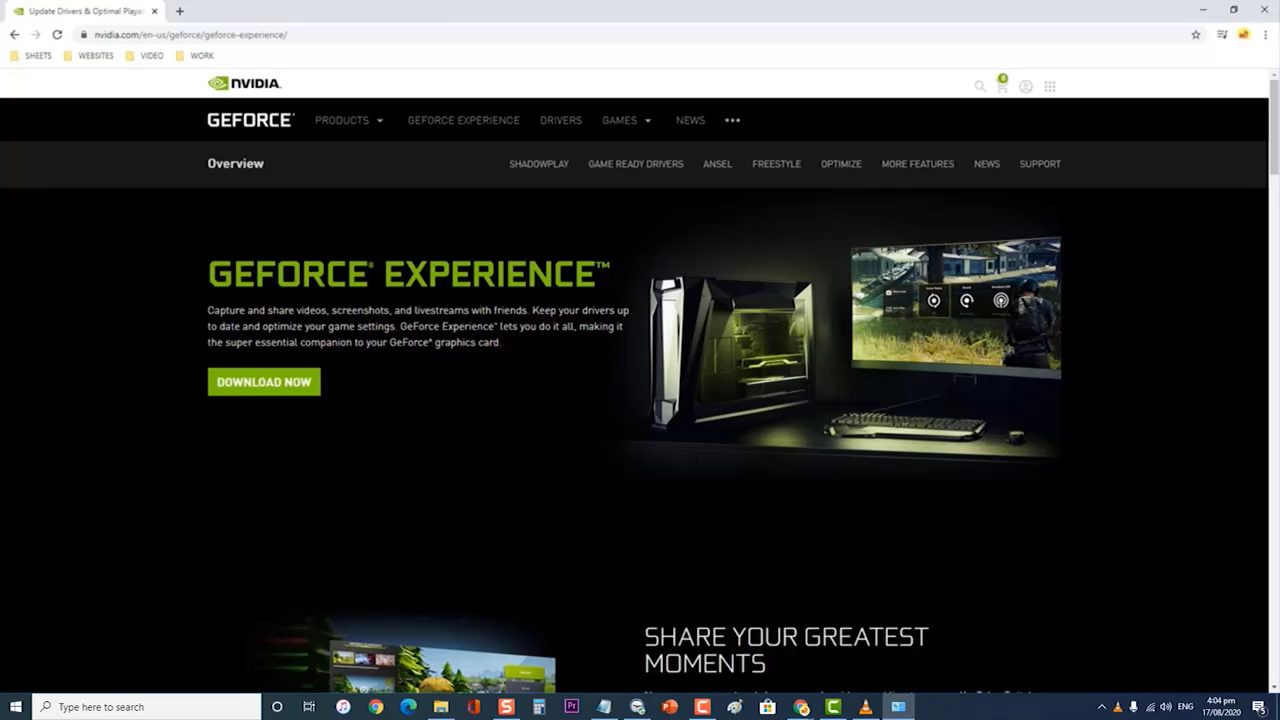 Update Drivers & Optimal Playa
nvidia.com/en-us/geforce/geforce-experience/
SHEETS WEBSITES VIDEO WORK
NVIDIA.
0
GEFORCE PRODUCTS GEFORCE EXPERIENCE DRIVERS GAMES NEWS
Overview SHADOWPLAY GAME READY DRIVERS ANSEL FREESTYLE OPTIMIZE MORE FEATURES NEWS SUPPORT
GEFORCE® EXPERIENCE™
Capture and share videos, screenshots, and livestreams with friends. Keep your drivers up
to date and optimize your game settings. GeForce Experience™ lets you do it all, making it
the super essential companion to your GeForce® graphics card.
DOWNLOAD NOW
SHARE YOUR GREATEST
MOMENTS
Type here to search
ENG
4:04 pm
17/08/2020